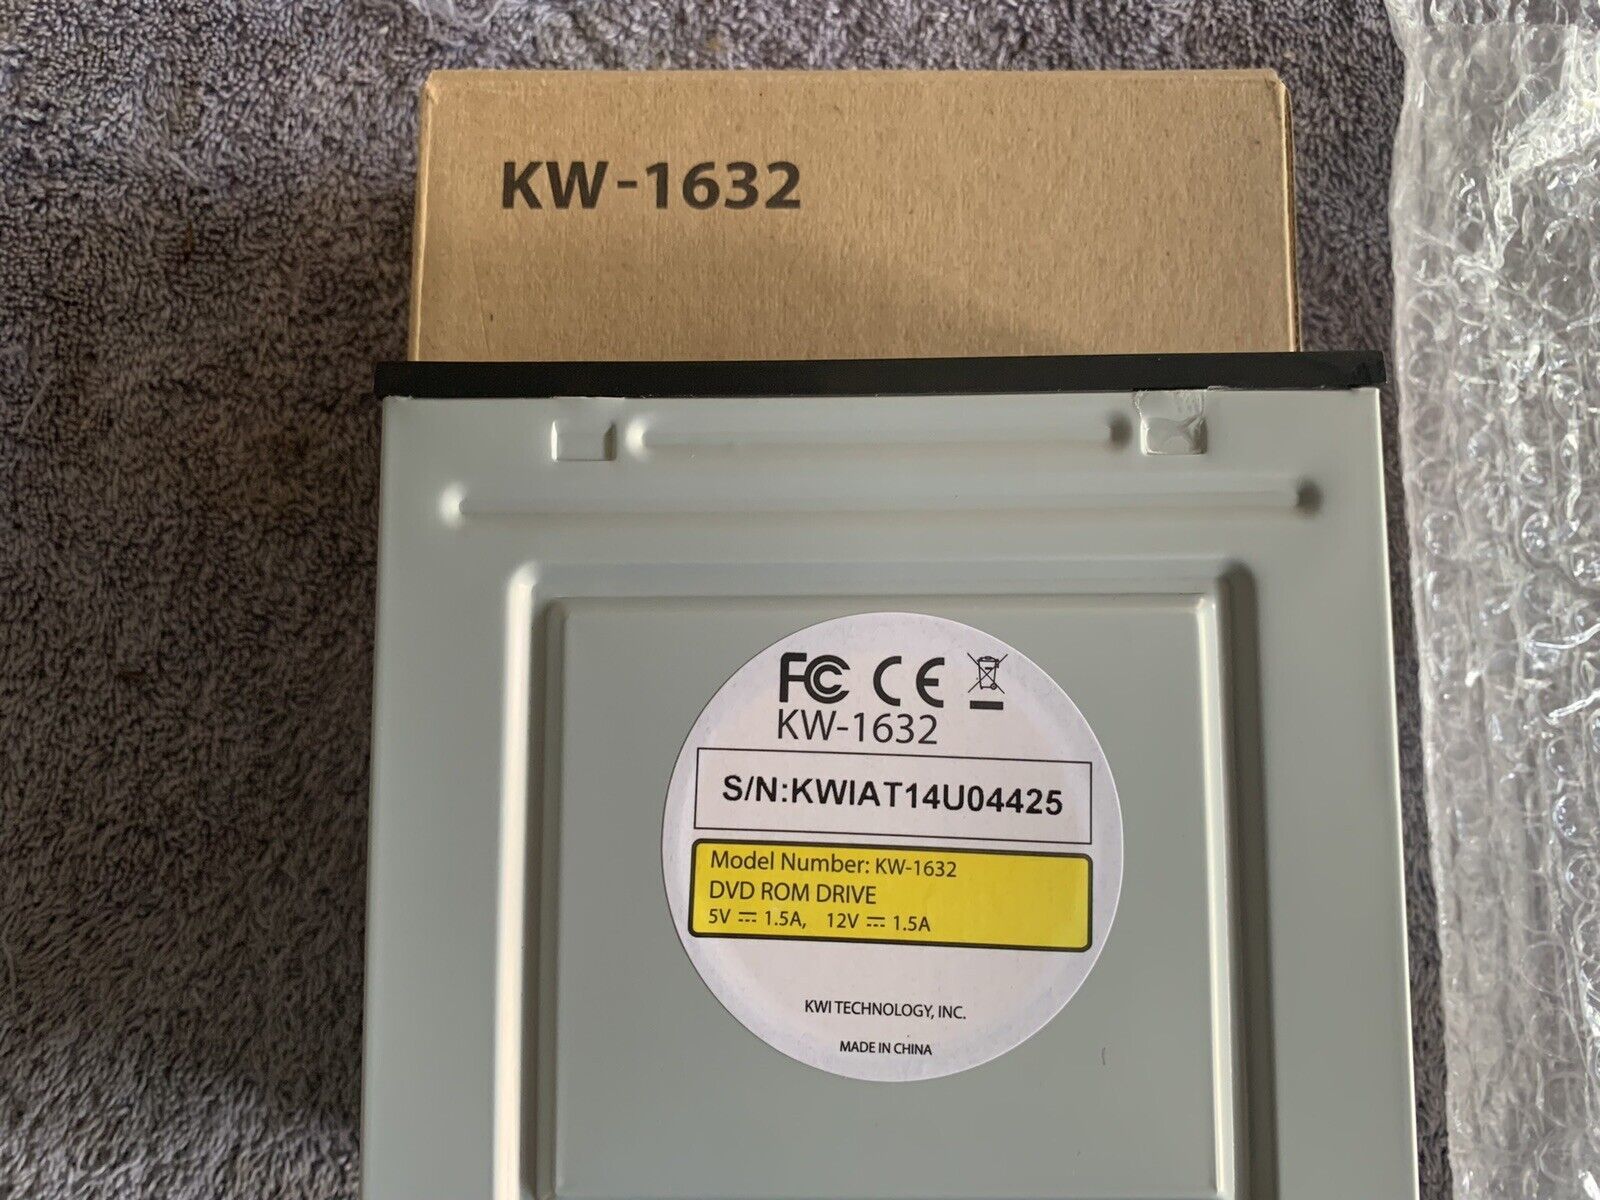 KW-1632
FC CE
KW-1632
S/N:KWIAT14U04425
Model Number: KW-1632
DVD ROM DRIVE
5V ⎓ 1.5A, 12V ⎓ 1.5A
KWI TECHNOLOGY, INC.
MADE IN CHINA